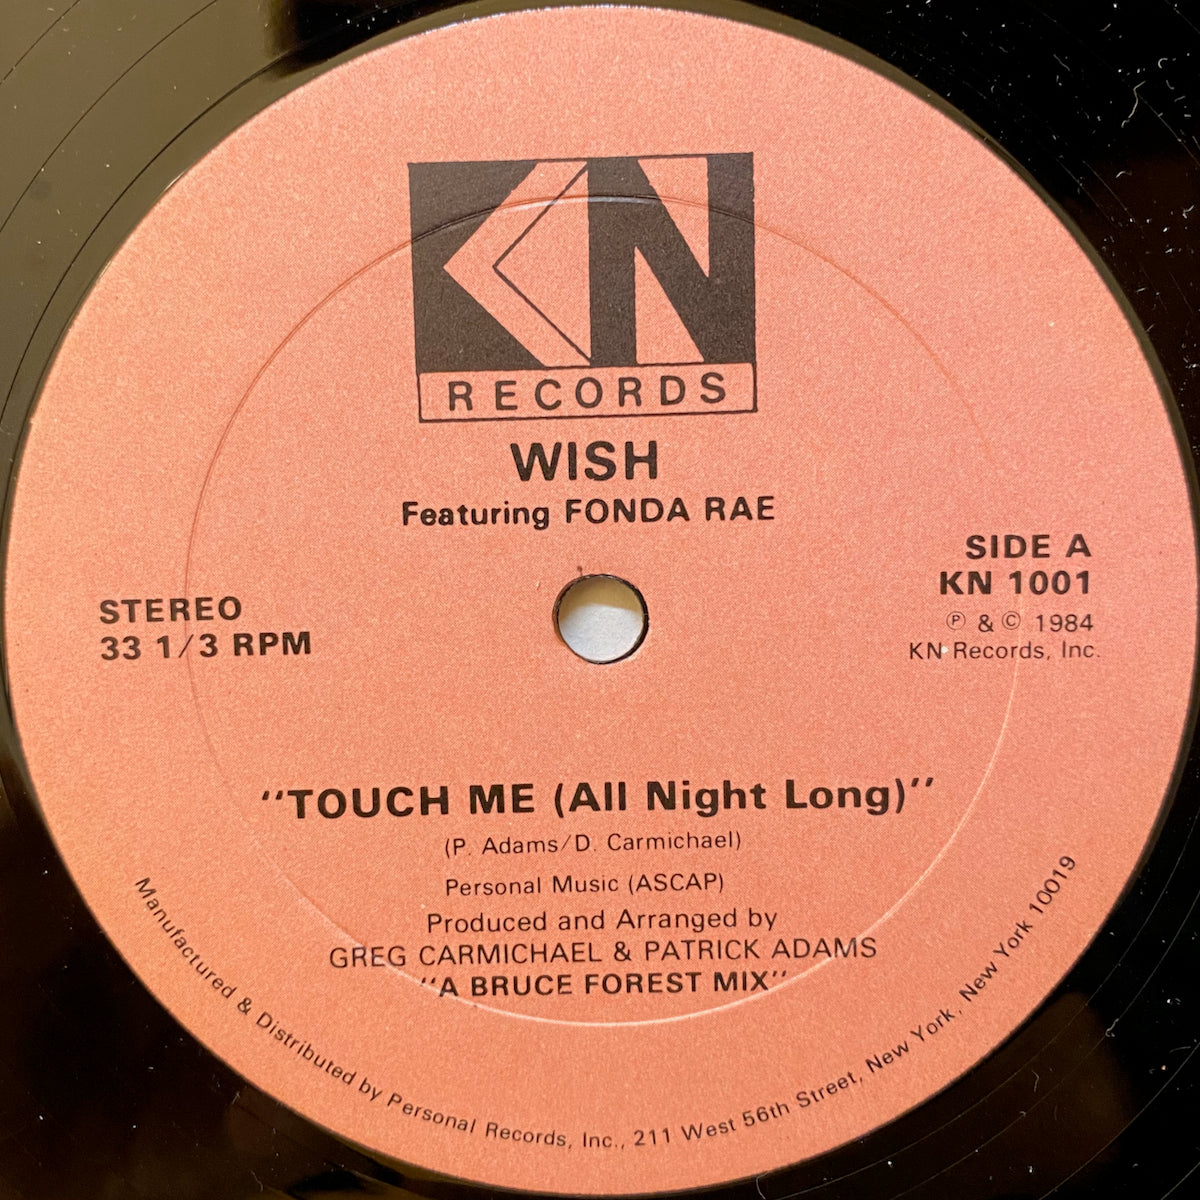 KN
RECORDS
WISH
Featuring FONDA RAE
SIDE A
KN 1001
℗ & © 1984
KN Records, Inc.
STEREO
33 1/3 RPM
"TOUCH ME (All Night Long)"
(P. Adams/D. Carmichael)
Personal Music (ASCAP)
Produced and Arranged by
GREG CARMICHAEL & PATRICK ADAMS
"A BRUCE FOREST MIX"
Manufactured & Distributed by Personal Records, Inc., 211 West 56th Street, New York, New York 10019